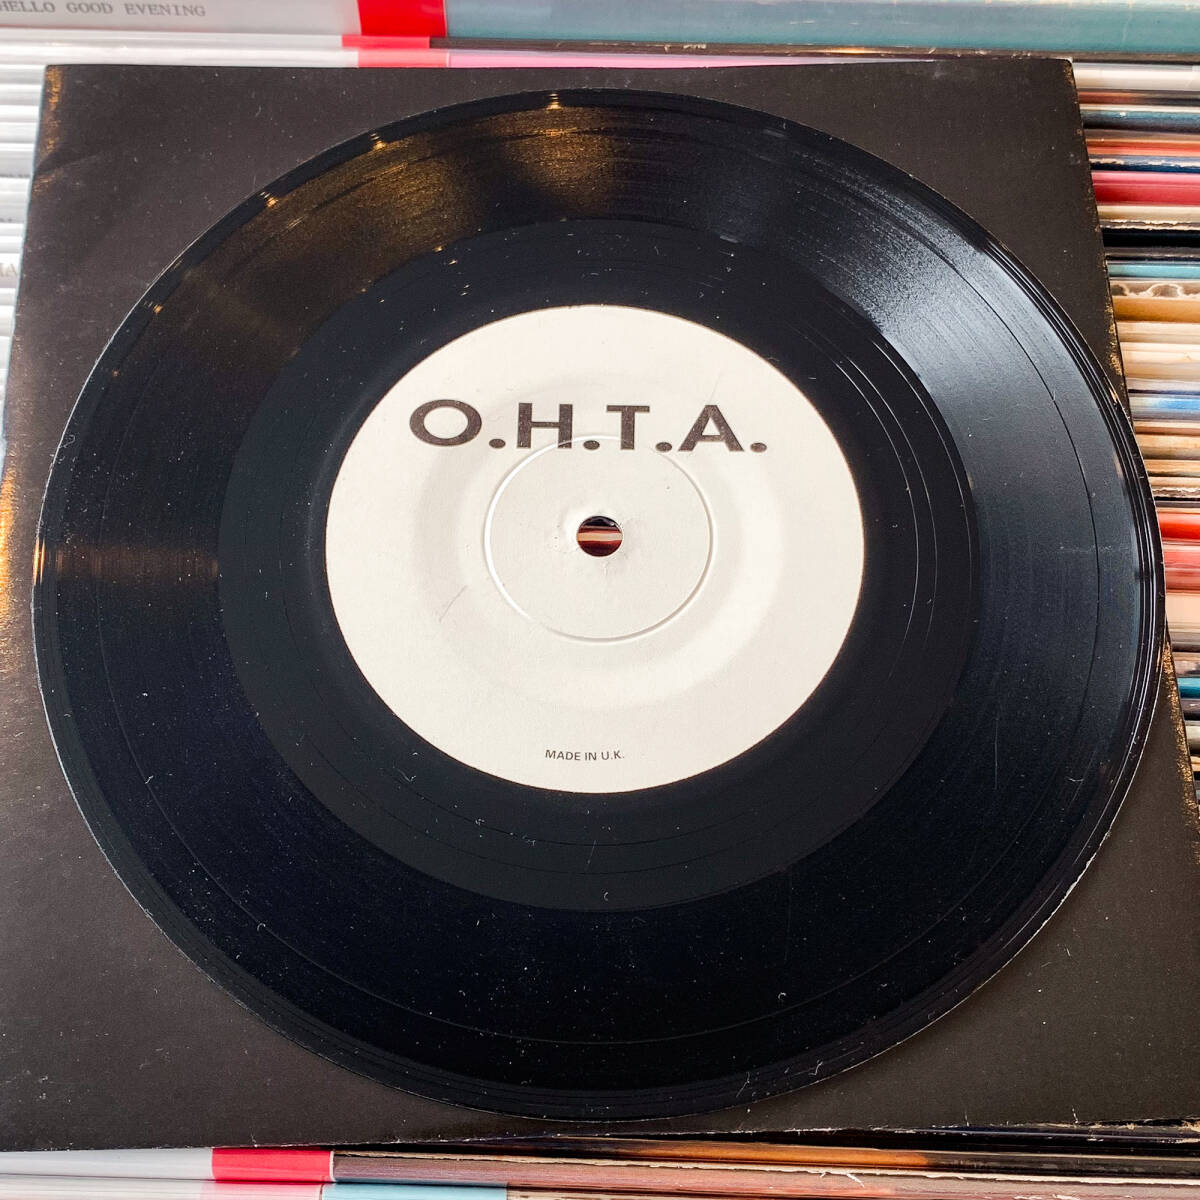 HELLO GOOD EVENING
O.H.T.A.
MADE IN U.K.